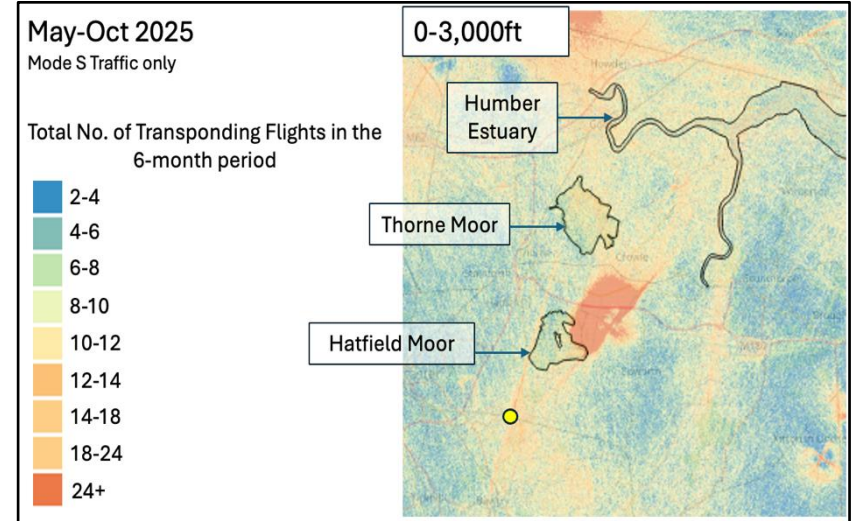 May-Oct 2025
Mode S Traffic only
Total No. of Transponding Flights in the
6-month period
2-4
4-6
6-8
8-10
10-12
12-14
14-18
18-24
24+
0-3,000ft
Howden
Humber
Estuary
Thorne Moor
Crowle
Hatfield Moor